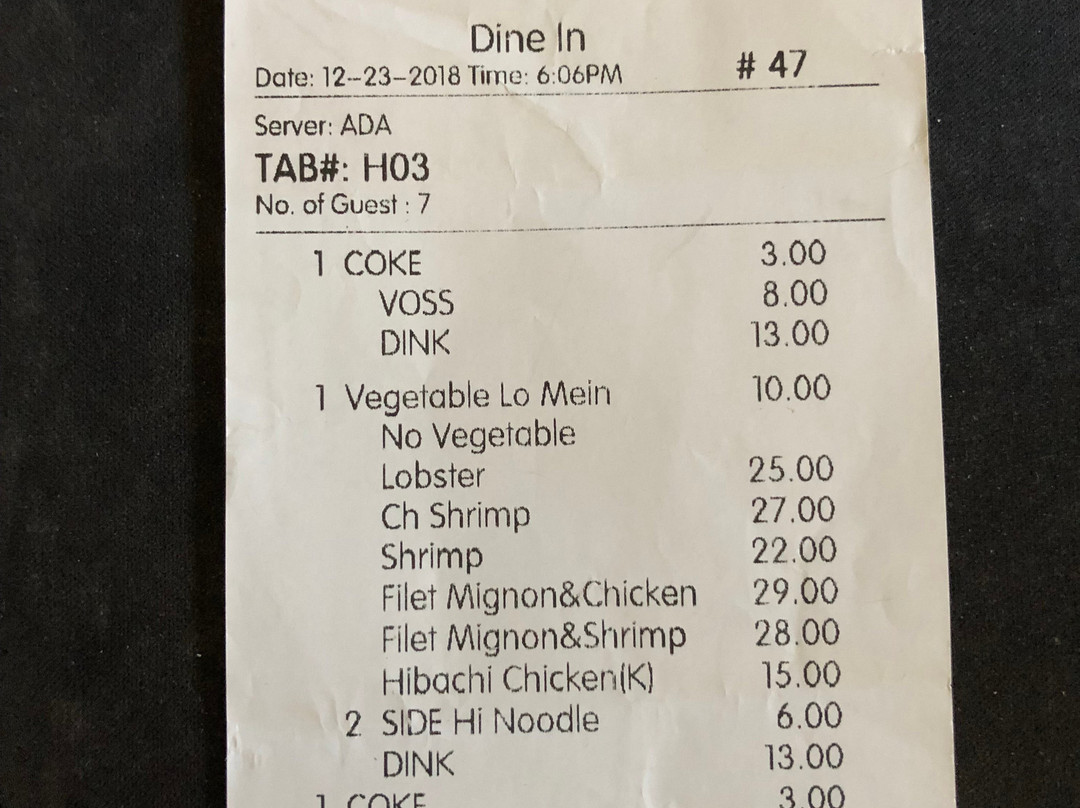 Dine In
Date: 12-23-2018 Time: 6:06PM # 47
Server: ADA
TAB#: H03
No. of Guest : 7
1 COKE 3.00
VOSS 8.00
DINK 13.00
1 Vegetable Lo Mein 10.00
No Vegetable
Lobster 25.00
Ch Shrimp 27.00
Shrimp 22.00
Filet Mignon&Chicken 29.00
Filet Mignon&Shrimp 28.00
Hibachi Chicken(K) 15.00
2 SIDE Hi Noodle 6.00
DINK 13.00
1 COKE 3.00